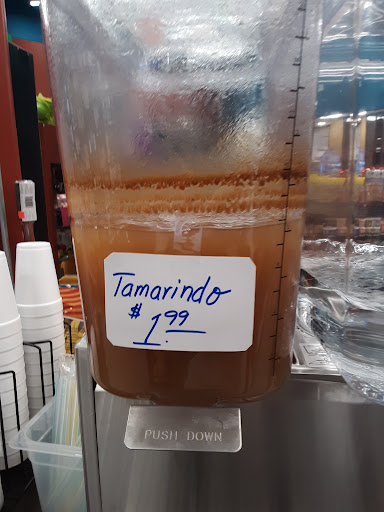 Tamarindo
$ 1.99
PUSH DOWN